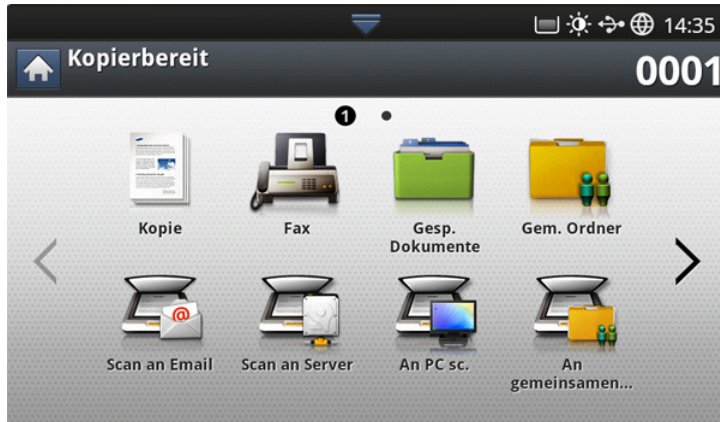 14:35
Kopierbereit
0001
1
Kopie
Fax
Gesp.
Dokumente
Gem. Ordner
Scan an Email
Scan an Server
An PC sc.
An
gemeinsamen...